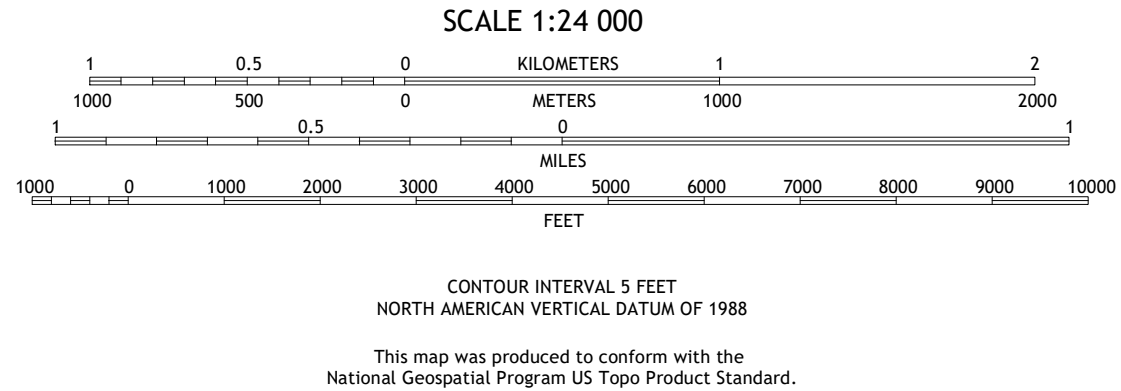 SCALE 1:24 000
1 0.5 0 KILOMETERS 1 2
1000 500 0 METERS 1000 2000
1 0.5 0 1
MILES
1000 0 1000 2000 3000 4000 5000 6000 7000 8000 9000 10000
FEET
CONTOUR INTERVAL 5 FEET
NORTH AMERICAN VERTICAL DATUM OF 1988
This map was produced to conform with the
National Geospatial Program US Topo Product Standard.